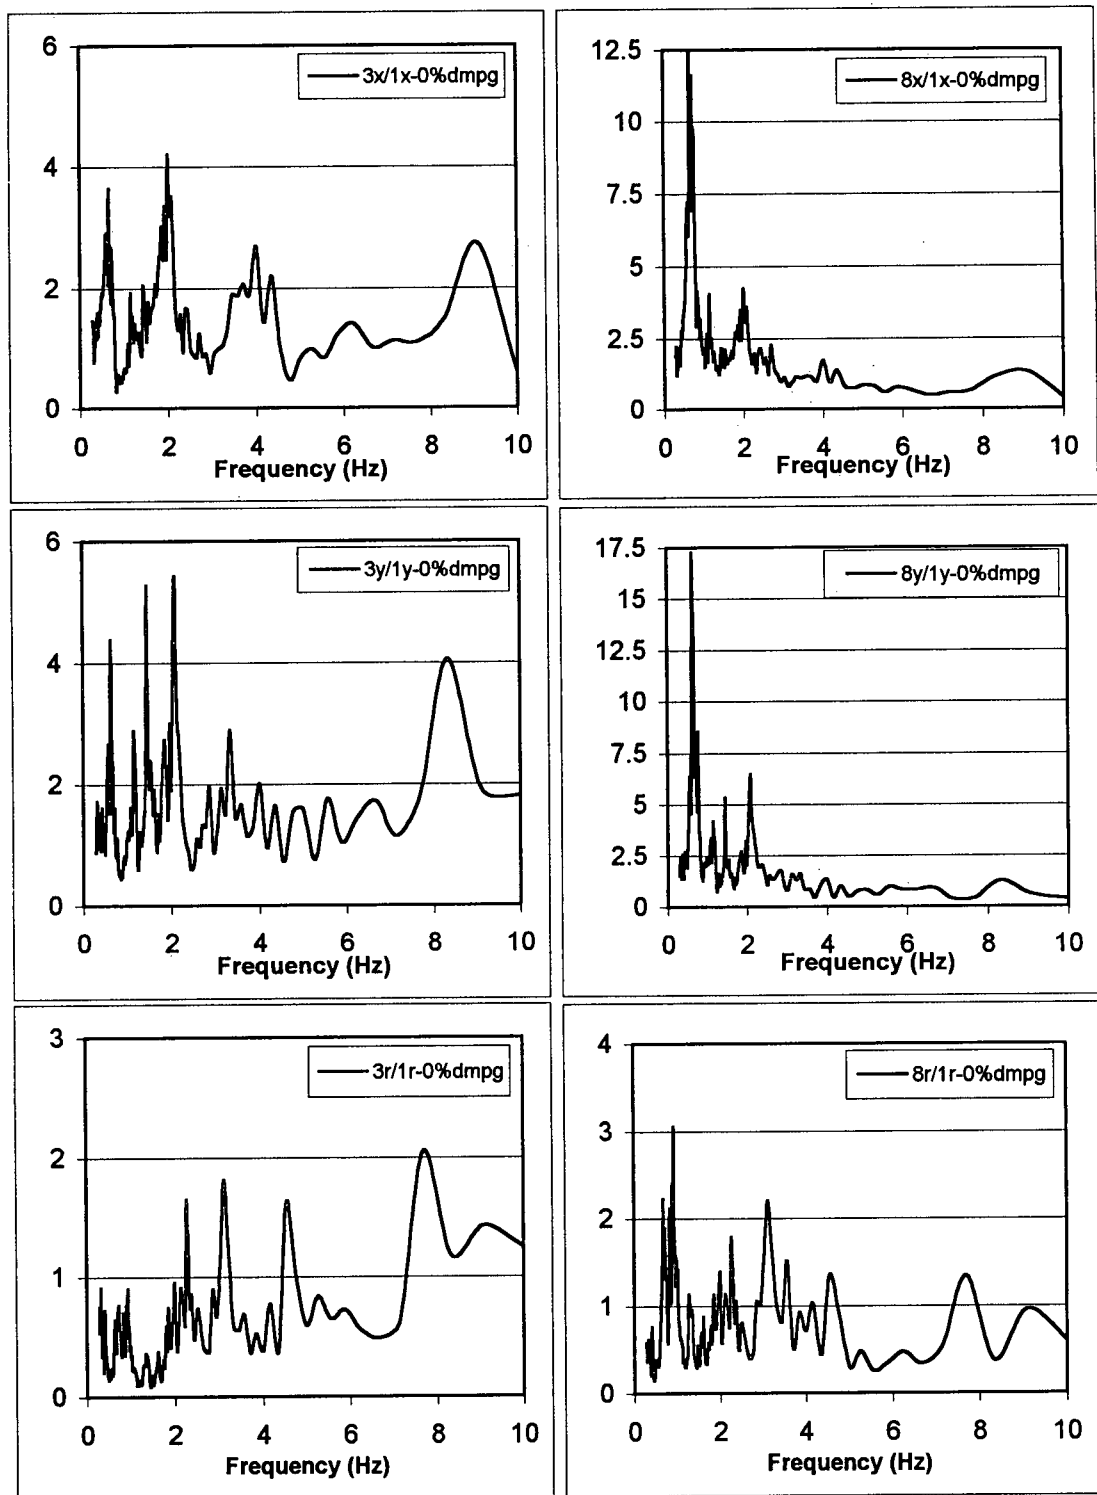 6
3x/1x-0%dmpg
4
2
0
0 2 4 6 8 10
Frequency (Hz)
12.5
8x/1x-0%dmpg
10
7.5
5
2.5
0
0 2 4 6 8 10
Frequency (Hz)
6
3y/1y-0%dmpg
4
2
0
0 2 4 6 8 10
Frequency (Hz)
17.5
8y/1y-0%dmpg
15
12.5
10
7.5
5
2.5
0
0 2 4 6 8 10
Frequency (Hz)
3
3r/1r-0%dmpg
2
1
0
0 2 4 6 8 10
Frequency (Hz)
4
8r/1r-0%dmpg
3
2
1
0
0 2 4 6 8 10
Frequency (Hz)